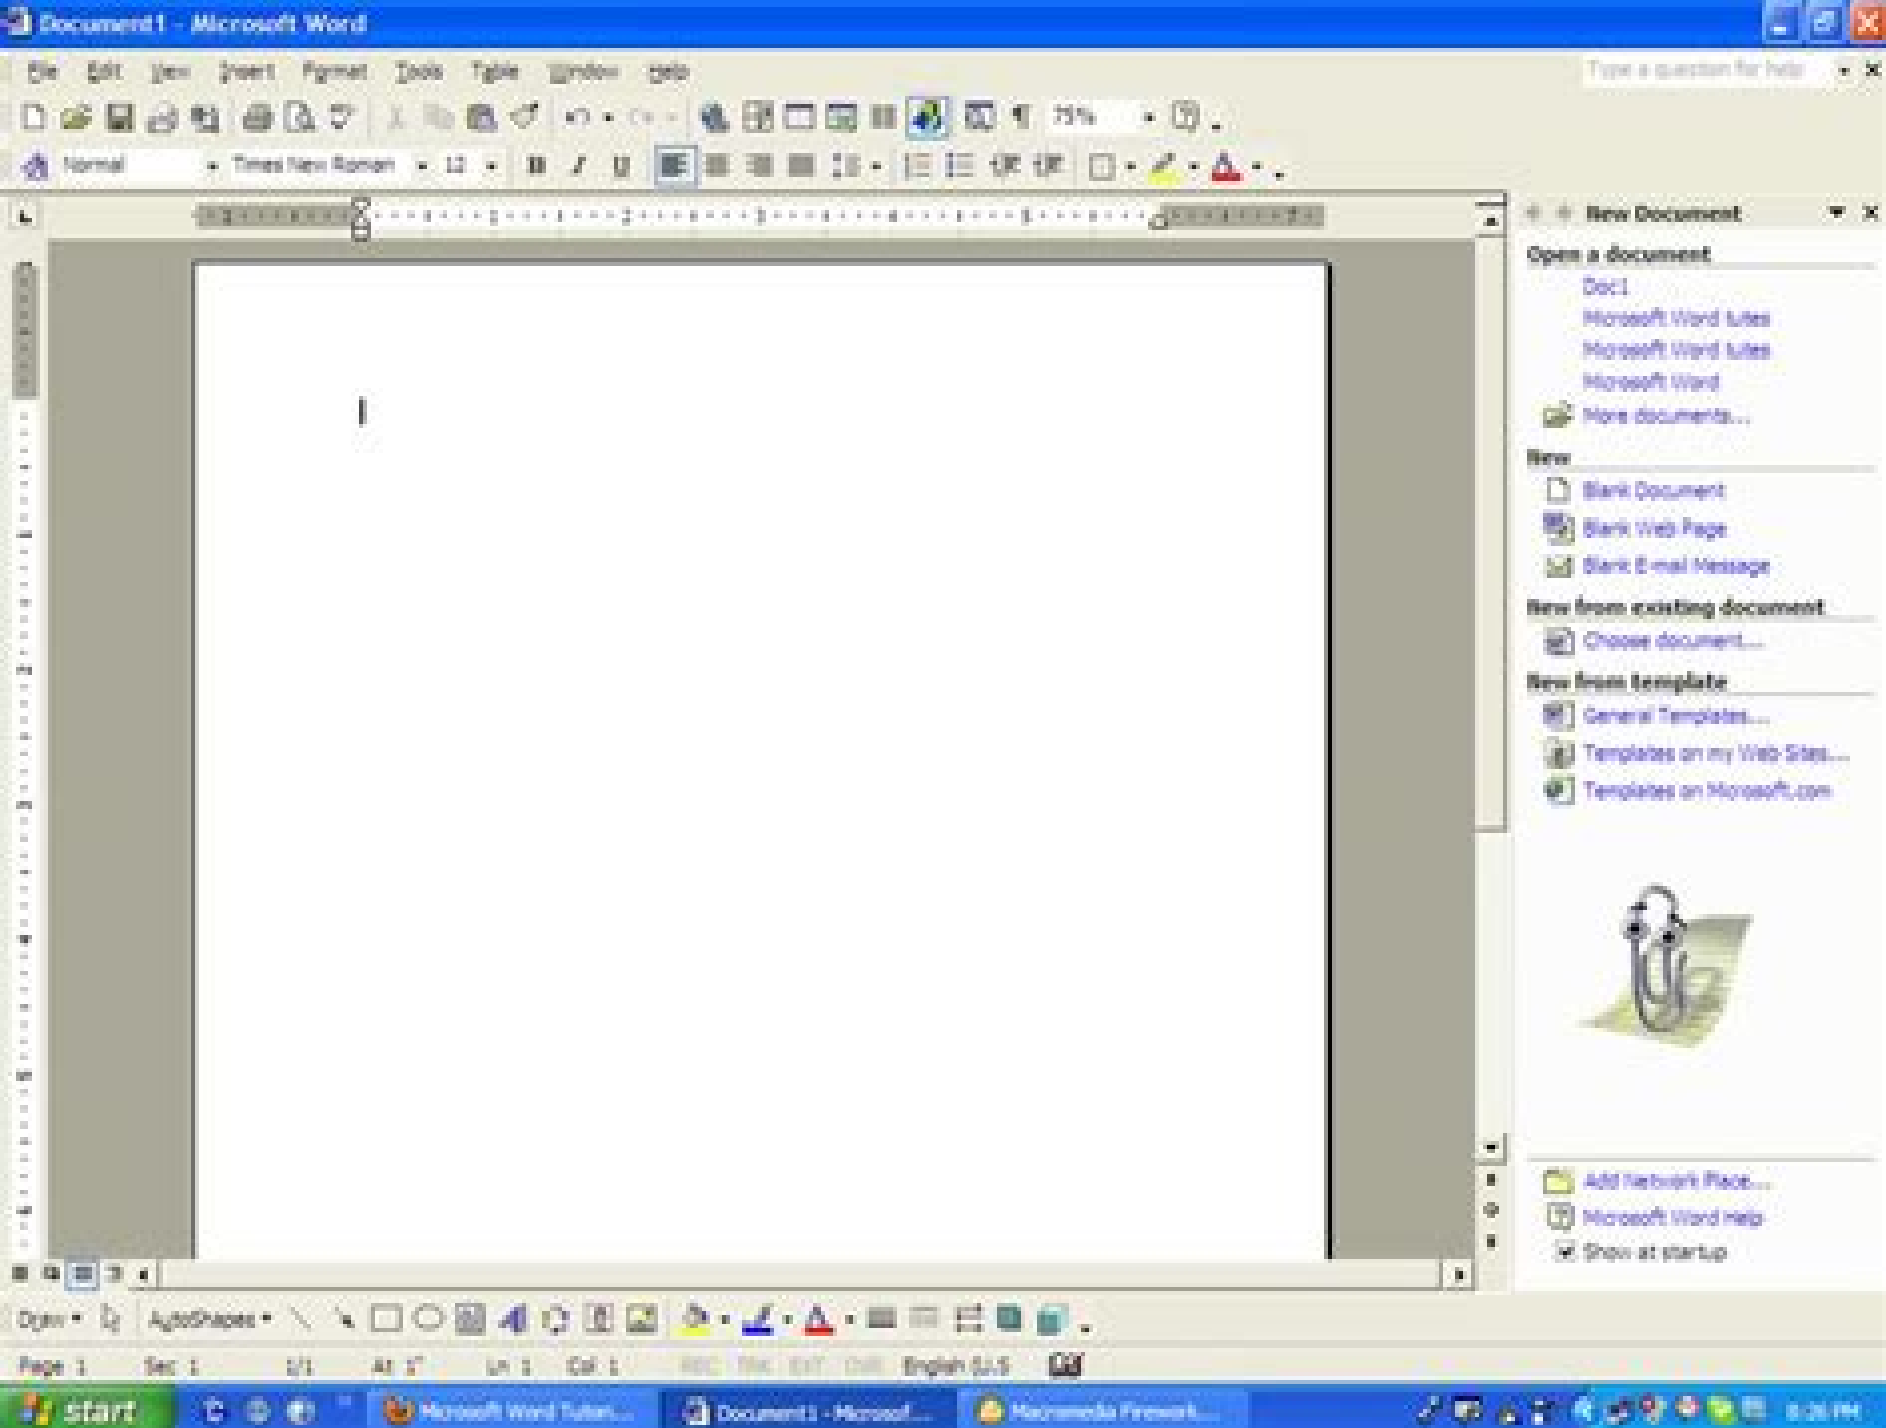 Document1 - Microsoft Word
File Edit View Insert Format Tools Table Window Help
Type a question for help
75%
Normal Times New Roman 12 B I U
New Document
Open a document
Doc1
Microsoft Word tutes
Microsoft Word tutes
Microsoft Word
More documents...
New
Blank Document
Blank Web Page
Blank E-mail Message
New from existing document
Choose document...
New from template
General Templates...
Templates on my Web Sites...
Templates on Microsoft.com
Add Network Place...
Microsoft Word Help
Show at startup
Draw AutoShapes
Page 1 Sec 1 1/1 At 1" Ln 1 Col 1 REC TRK EXT OVR English (U.S
start Microsoft Word Tutori... Document1 - Microsof... Macromedia Firework... 8:26 PM